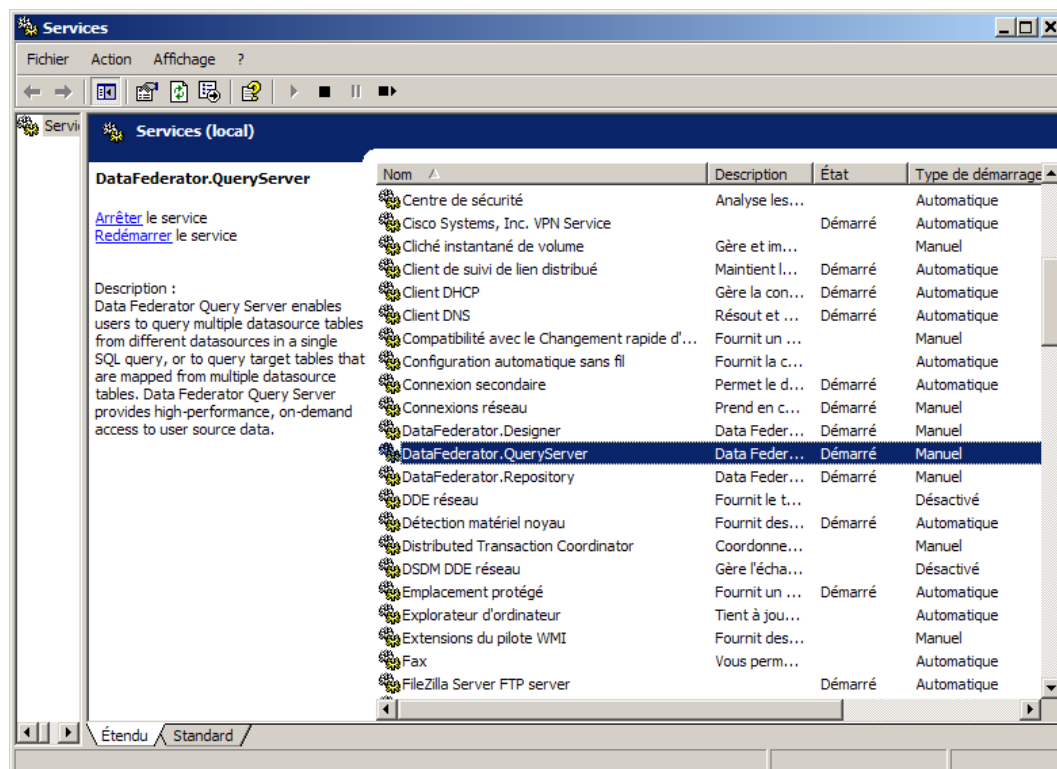 Services
Fichier Action Affichage ?
Servi
Services (local)
DataFederator.QueryServer
Arrêter le service
Redémarrer le service
Description :
Data Federator Query Server enables
users to query multiple datasource tables
from different datasources in a single
SQL query, or to query target tables that
are mapped from multiple datasource
tables. Data Federator Query Server
provides high-performance, on-demand
access to user source data.
Nom Description État Type de démarrage
Centre de sécurité Analyse les... Automatique
Cisco Systems, Inc. VPN Service Démarré Automatique
Cliché instantané de volume Gère et im... Manuel
Client de suivi de lien distribué Maintient l... Démarré Automatique
Client DHCP Gère la con... Démarré Automatique
Client DNS Résout et ... Démarré Automatique
Compatibilité avec le Changement rapide d'... Fournit un ... Manuel
Configuration automatique sans fil Fournit la c... Automatique
Connexion secondaire Permet le d... Démarré Automatique
Connexions réseau Prend en c... Démarré Manuel
DataFederator.Designer Data Feder... Démarré Manuel
DataFederator.QueryServer Data Feder... Démarré Manuel
DataFederator.Repository Data Feder... Démarré Manuel
DDE réseau Fournit le t... Désactivé
Détection matériel noyau Fournit des... Démarré Automatique
Distributed Transaction Coordinator Coordonne... Manuel
DSDM DDE réseau Gère l'écha... Désactivé
Emplacement protégé Fournit un ... Démarré Automatique
Explorateur d'ordinateur Tient à jou... Automatique
Extensions du pilote WMI Fournit des... Manuel
Fax Vous perm... Automatique
FileZilla Server FTP server Démarré Automatique
Étendu Standard